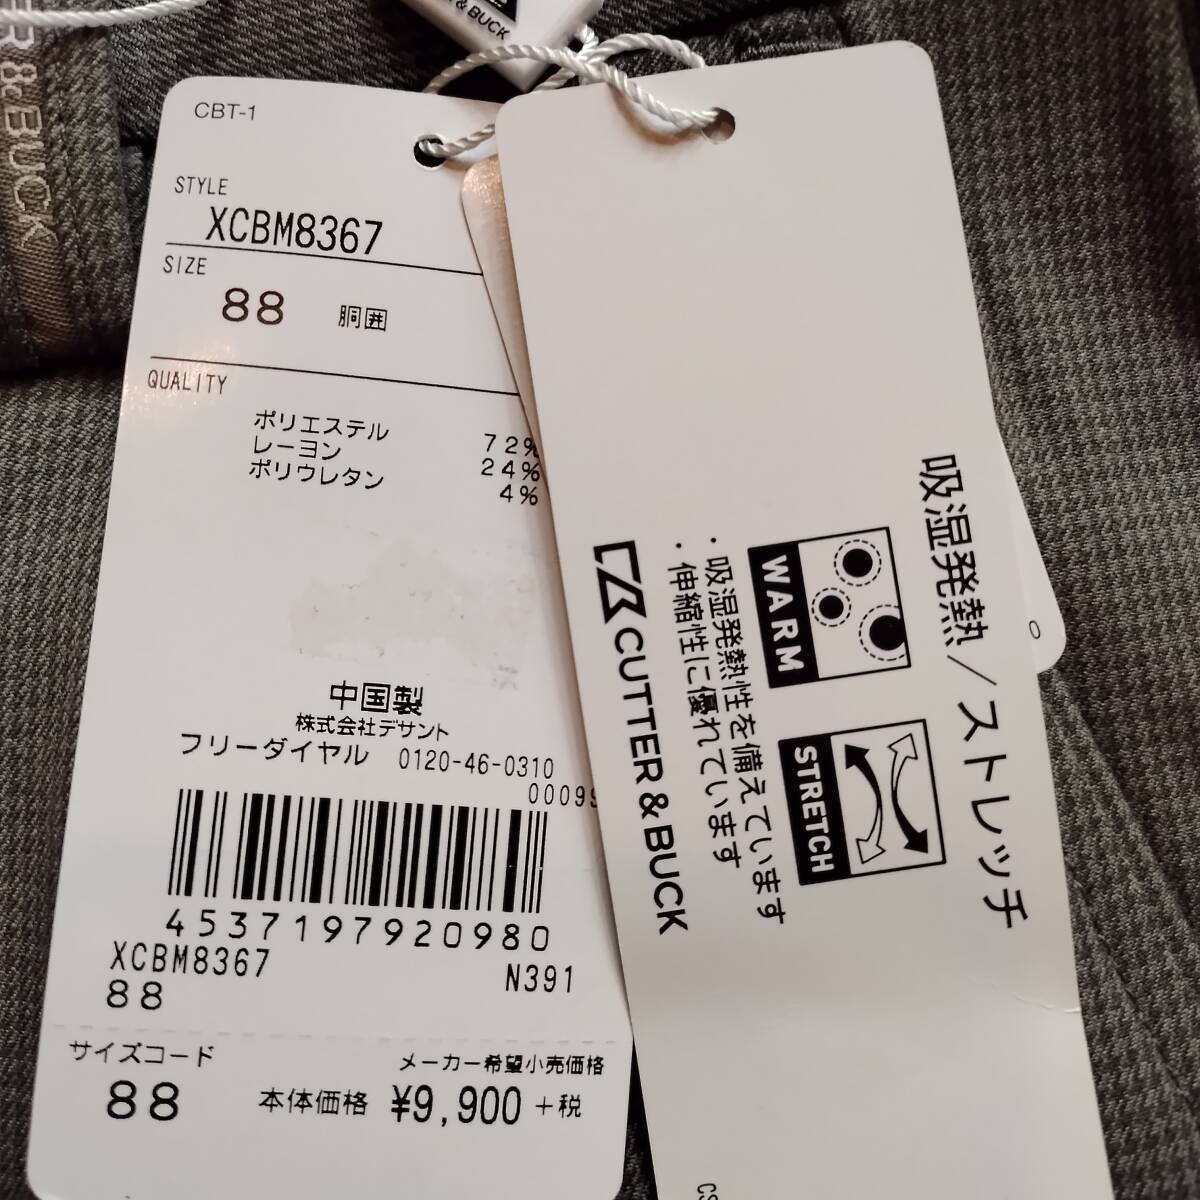 R&BUCK
ER & BUCK
CBT-1
STYLE
XCBM8367
SIZE
88 胴囲
QUALITY
ポリエステル 72%
レーヨン 24%
ポリウレタン 4%
中国製
株式会社デサント
フリーダイヤル 0120-46-0310
4537197920980
XCBM8367 N391
88
サイズコード メーカー希望小売価格
88 本体価格 ¥9,900 +税
吸湿発熱/ストレッチ
WARM
STRETCH
・吸湿発熱性を備えています
・伸縮性に優れています
CUTTER & BUCK